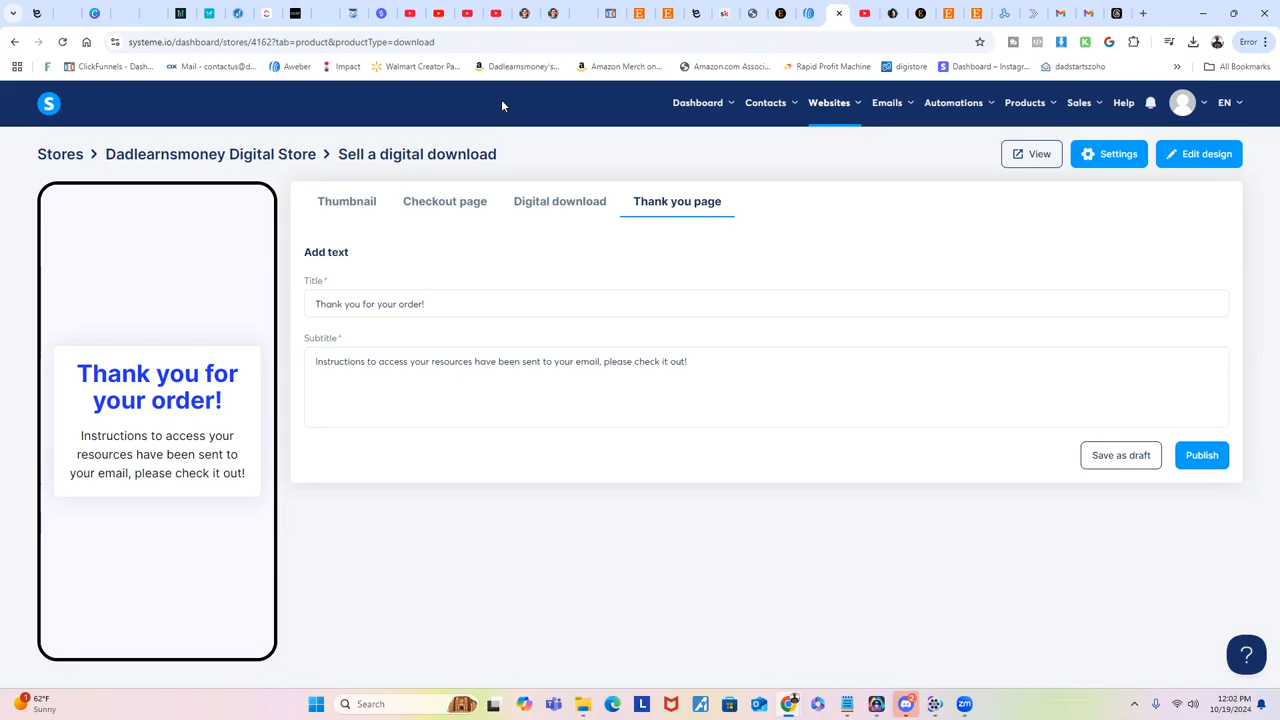 systeme.io/dashboard/stores/4162?tab=product&productType=download
Error
ClickFunnels - Dash...
Mail - contactus@d...
Aweber
Impact
Walmart Creator Pa...
Dadlearnsmoney's...
Amazon Merch on...
Amazon.com Associ...
Rapid Profit Machine
digistore
Dashboard – Instagr...
dadstartszoho
All Bookmarks
S
Dashboard
Contacts
Websites
Emails
Automations
Products
Sales
Help
EN
Stores > Dadlearnsmoney Digital Store > Sell a digital download
View
Settings
Edit design
Thumbnail
Checkout page
Digital download
Thank you page
Add text
Title*
Thank you for your order!
Subtitle*
Instructions to access your resources have been sent to your email, please check it out!
Save as draft
Publish
Thank you for
your order!
Instructions to access your
resources have been sent to
your email, please check it out!
?
62°F
Sunny
Search
12:02 PM
10/19/2024